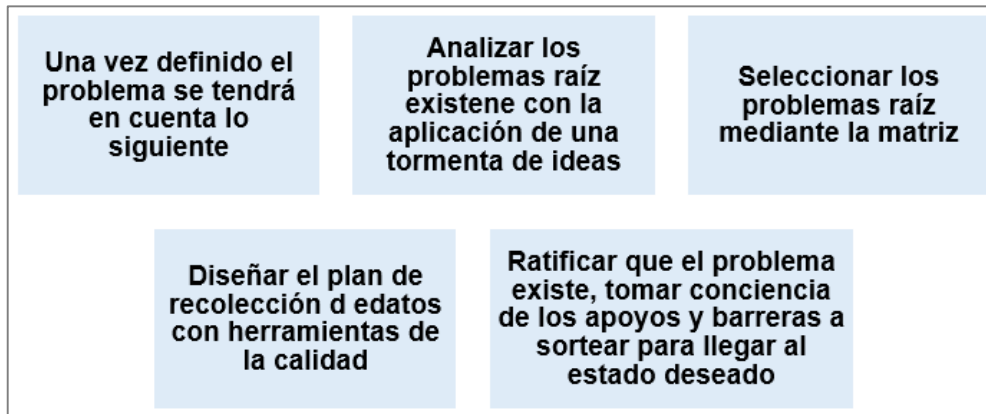 Una vez definido el
problema se tendrá
en cuenta lo
siguiente
Analizar los
problemas raíz
existene con la
aplicación de una
tormenta de ideas
Seleccionar los
problemas raíz
mediante la matriz
Diseñar el plan de
recolección d edatos
con herramientas de
la calidad
Ratificar que el problema
existe, tomar conciencia
de los apoyos y barreras a
sortear para llegar al
estado deseado